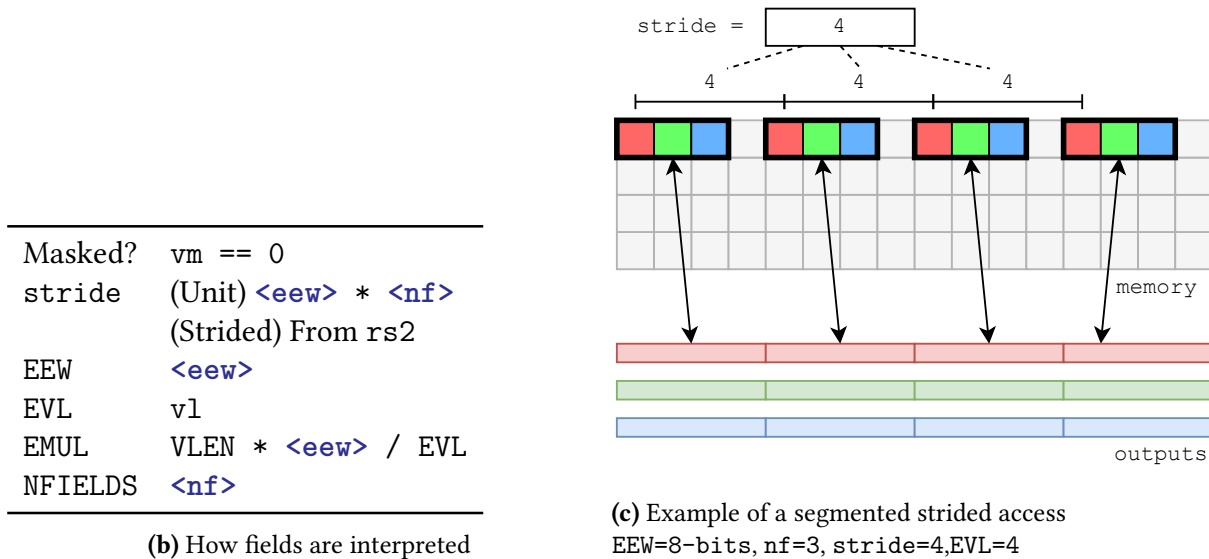 Masked? vm == 0
stride (Unit) <eew> * <nf>
(Strided) From rs2
EEW <eew>
EVL vl
EMUL VLEN * <eew> / EVL
NFIELDS <nf>
(b) How fields are interpreted
stride = 4
4 4 4
memory
outputs
(c) Example of a segmented strided access
EEW=8-bits, nf=3, stride=4,EVL=4